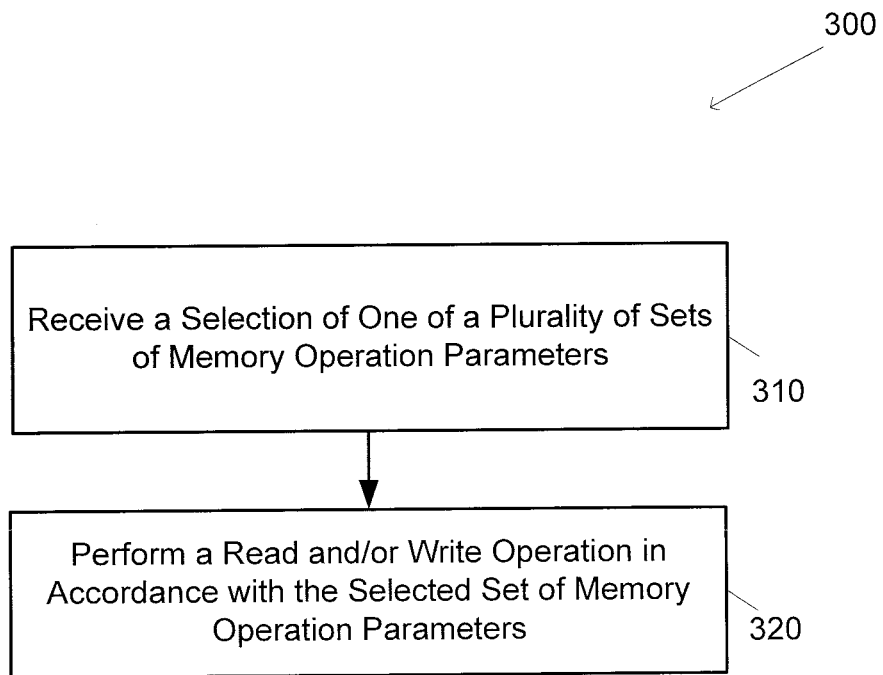 300
Receive a Selection of One of a Plurality of Sets
of Memory Operation Parameters
310
Perform a Read and/or Write Operation in
Accordance with the Selected Set of Memory
Operation Parameters
320